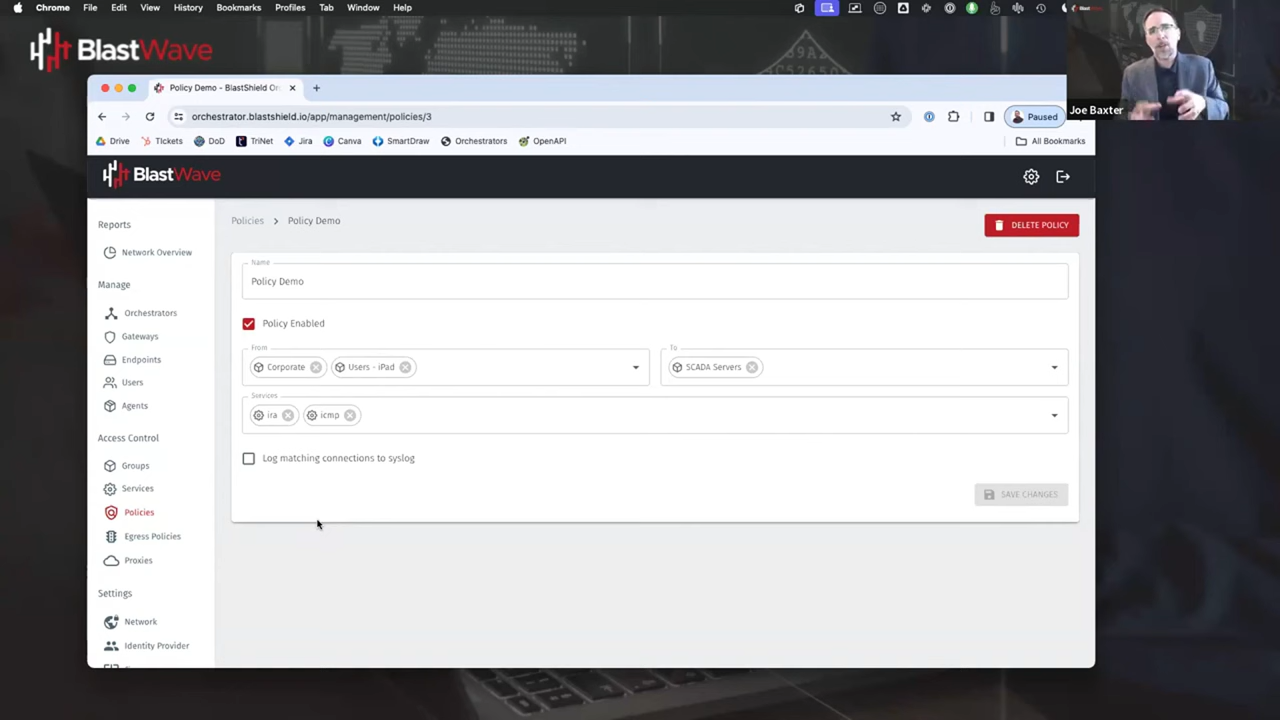 Chrome File Edit View History Bookmarks Profiles Tab Window Help
BlastWave
39A
C52650
Joe Baxter
Policy Demo - BlastShield Or
orchestrator.blastshield.io/app/management/policies/3
Paused
Drive TIckets DoD TriNet Jira Canva SmartDraw Orchestrators OpenAPI All Bookmarks
BlastWave
Reports
Network Overview
Manage
Orchestrators
Gateways
Endpoints
Users
Agents
Access Control
Groups
Services
Policies
Egress Policies
Proxies
Settings
Network
Identity Provider
Policies > Policy Demo
DELETE POLICY
Name
Policy Demo
Policy Enabled
From
Corporate Users - iPad
To
SCADA Servers
Services
ira icmp
Log matching connections to syslog
SAVE CHANGES